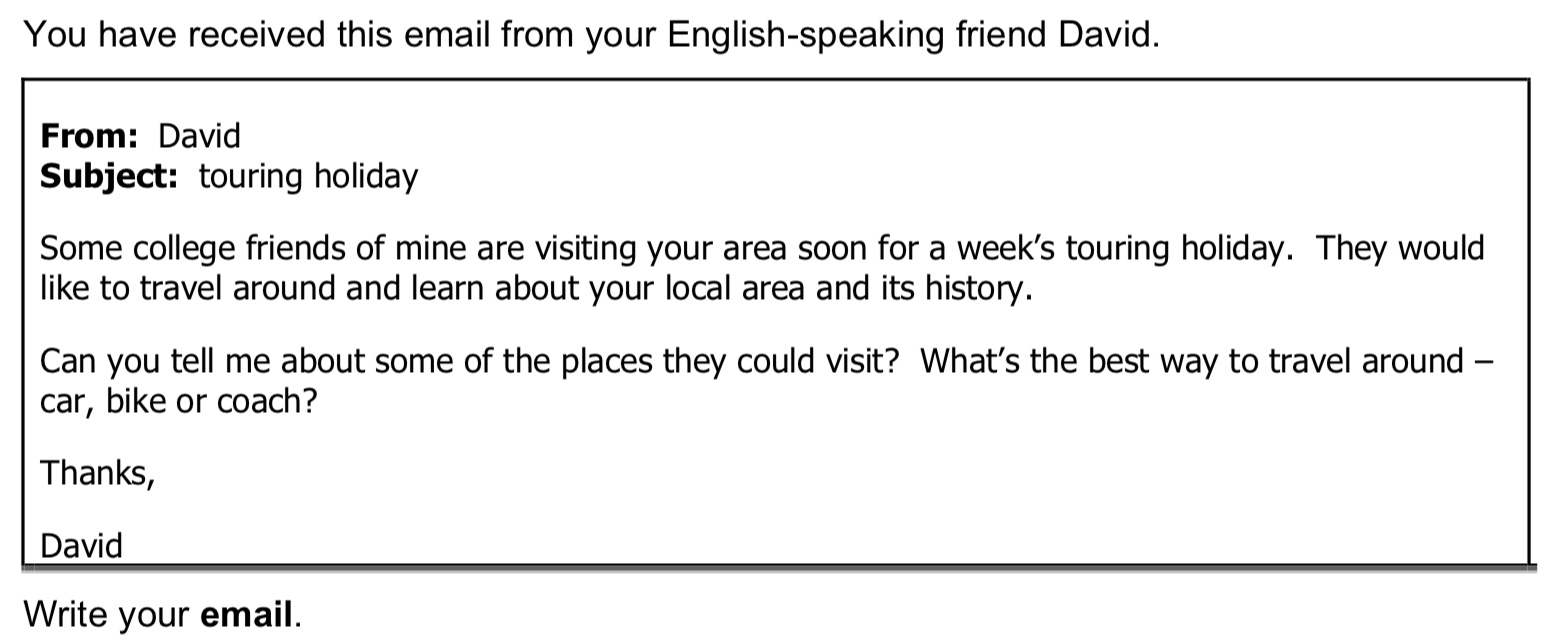 You have received this email from your English-speaking friend David.
From: David
Subject: touring holiday
Some college friends of mine are visiting your area soon for a week’s touring holiday. They would
like to travel around and learn about your local area and its history.
Can you tell me about some of the places they could visit? What’s the best way to travel around –
car, bike or coach?
Thanks,
David
Write your email.